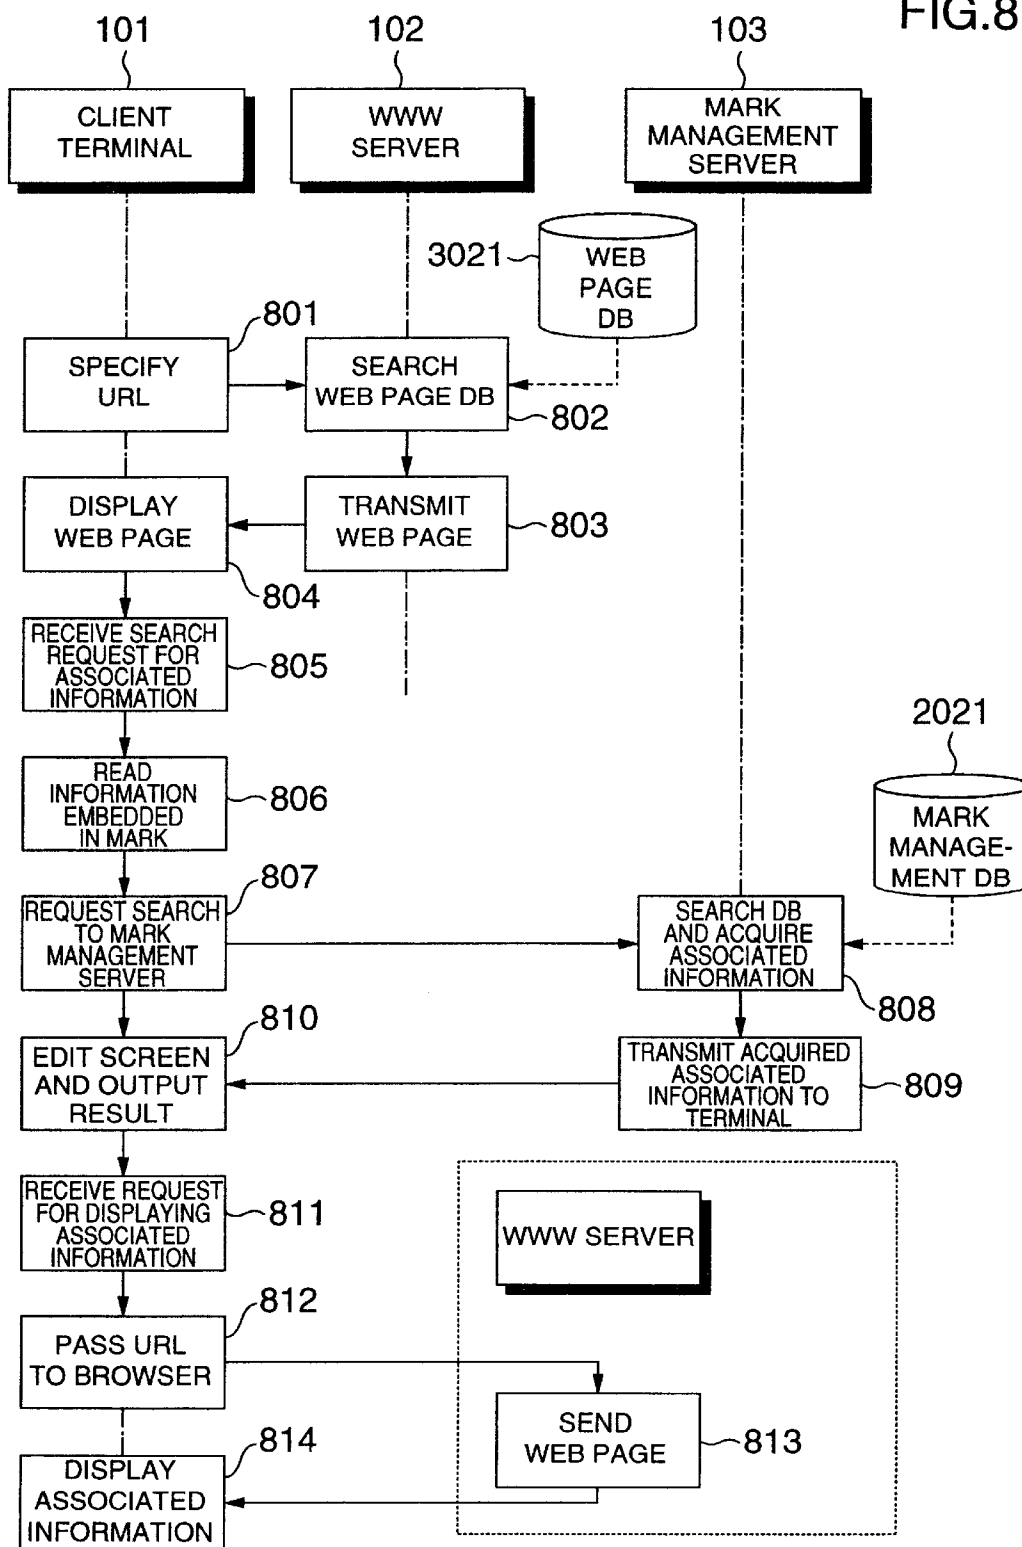 FIG.8
101
102
103
CLIENT
TERMINAL
WWW
SERVER
MARK
MANAGEMENT
SERVER
3021
WEB
PAGE
DB
801
SPECIFY
URL
SEARCH
WEB PAGE DB
802
DISPLAY
WEB PAGE
804
TRANSMIT
WEB PAGE
803
RECEIVE SEARCH
REQUEST FOR
ASSOCIATED
INFORMATION
805
READ
INFORMATION
EMBEDDED
IN MARK
806
2021
MARK
MANAGE-
MENT DB
807
REQUEST SEARCH
TO MARK
MANAGEMENT
SERVER
SEARCH DB
AND ACQUIRE
ASSOCIATED
INFORMATION
808
810
EDIT SCREEN
AND OUTPUT
RESULT
TRANSMIT ACQUIRED
ASSOCIATED
INFORMATION TO
TERMINAL
809
RECEIVE REQUEST
FOR DISPLAYING
ASSOCIATED
INFORMATION
811
WWW SERVER
812
PASS URL
TO BROWSER
SEND
WEB PAGE
813
814
DISPLAY
ASSOCIATED
INFORMATION